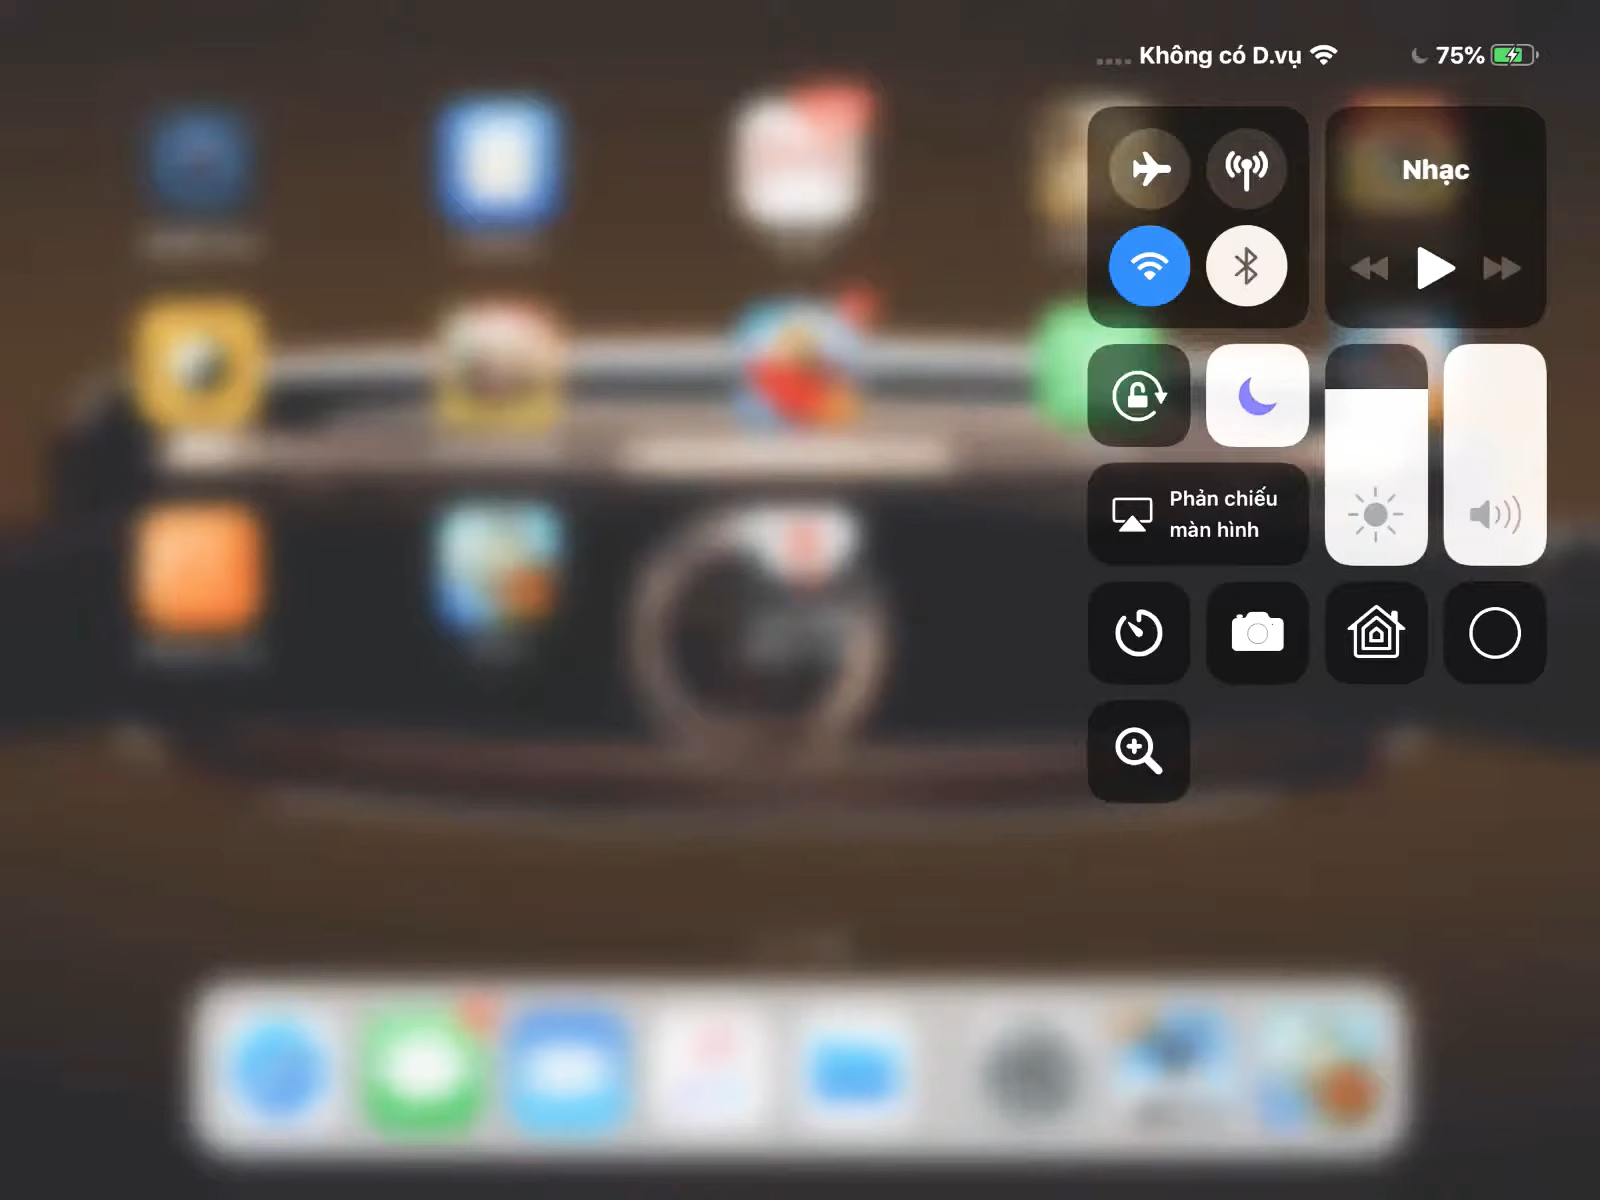 Không có D.vụ 75%
Nhạc
Phản chiếu
màn hình